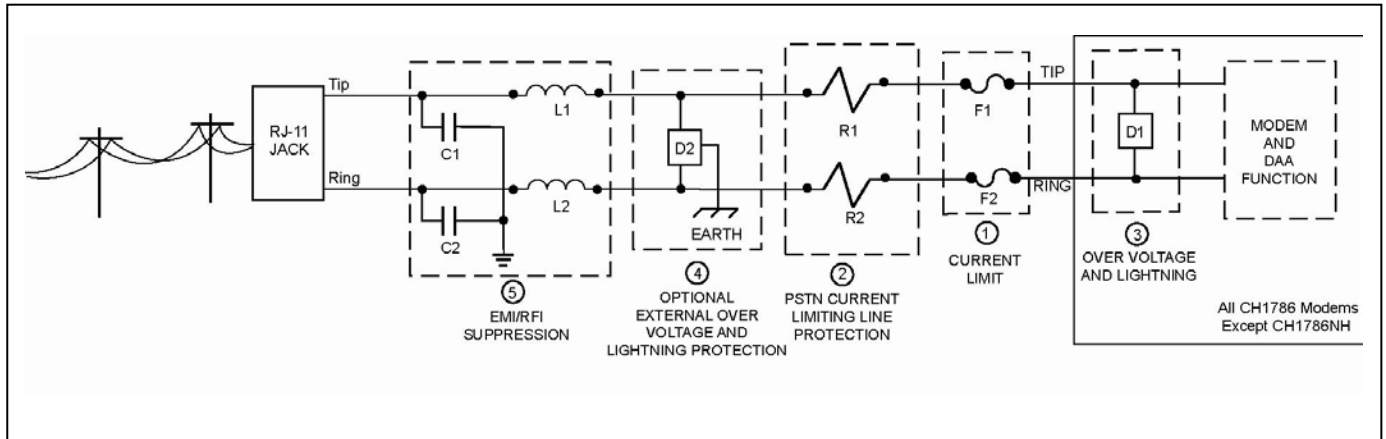 RJ-11
JACK
Tip
Ring
C1
C2
L1
L2
⑤
EMI/RFI
SUPPRESSION
D2
EARTH
④
OPTIONAL
EXTERNAL OVER
VOLTAGE AND
LIGHTNING PROTECTION
R1
R2
②
PSTN CURRENT
LIMITING LINE
PROTECTION
F1
F2
①
CURRENT
LIMIT
TIP
RING
D1
③
OVER VOLTAGE
AND LIGHTNING
MODEM
AND
DAA
FUNCTION
All CH1786 Modems
Except CH1786NH